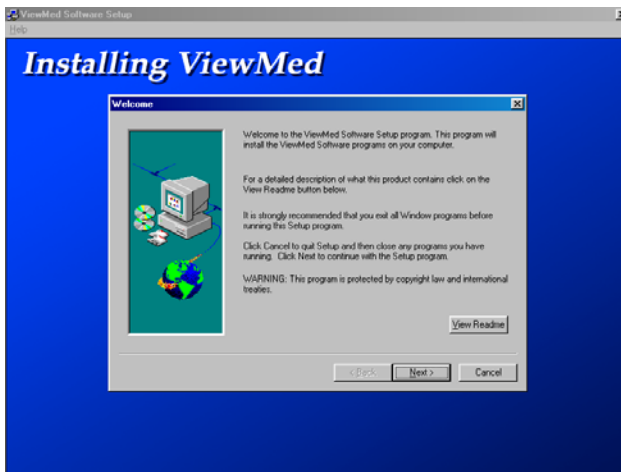 ViewMed Software Setup
Help
Installing ViewMed
Welcome
Welcome to the ViewMed Software Setup program. This program will
install the ViewMed Software programs on your computer.
For a detailed description of what this product contains click on the
View Readme button below.
It is strongly recommended that you exit all Window programs before
running this Setup program.
Click Cancel to quit Setup and then close any programs you have
running. Click Next to continue with the Setup program.
WARNING: This program is protected by copyright law and international
treaties.
View Readme
< Back
Next >
Cancel